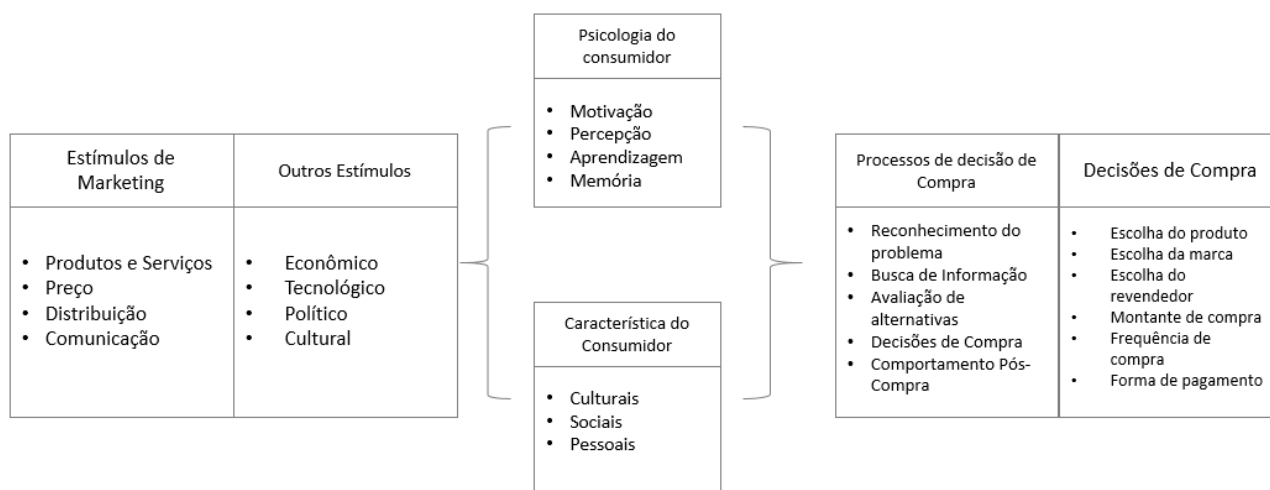 Estímulos de
Marketing
• Produtos e Serviços
• Preço
• Distribuição
• Comunicação
Outros Estímulos
• Econômico
• Tecnológico
• Político
• Cultural
Psicologia do
consumidor
• Motivação
• Percepção
• Aprendizagem
• Memória
Característica do
Consumidor
• Culturais
• Sociais
• Pessoais
Processos de decisão de
Compra
• Reconhecimento do
problema
• Busca de Informação
• Avaliação de
alternativas
• Decisões de Compra
• Comportamento Pós-
Compra
Decisões de Compra
• Escolha do produto
• Escolha da marca
• Escolha do
revendedor
• Montante de compra
• Frequência de
compra
• Forma de pagamento